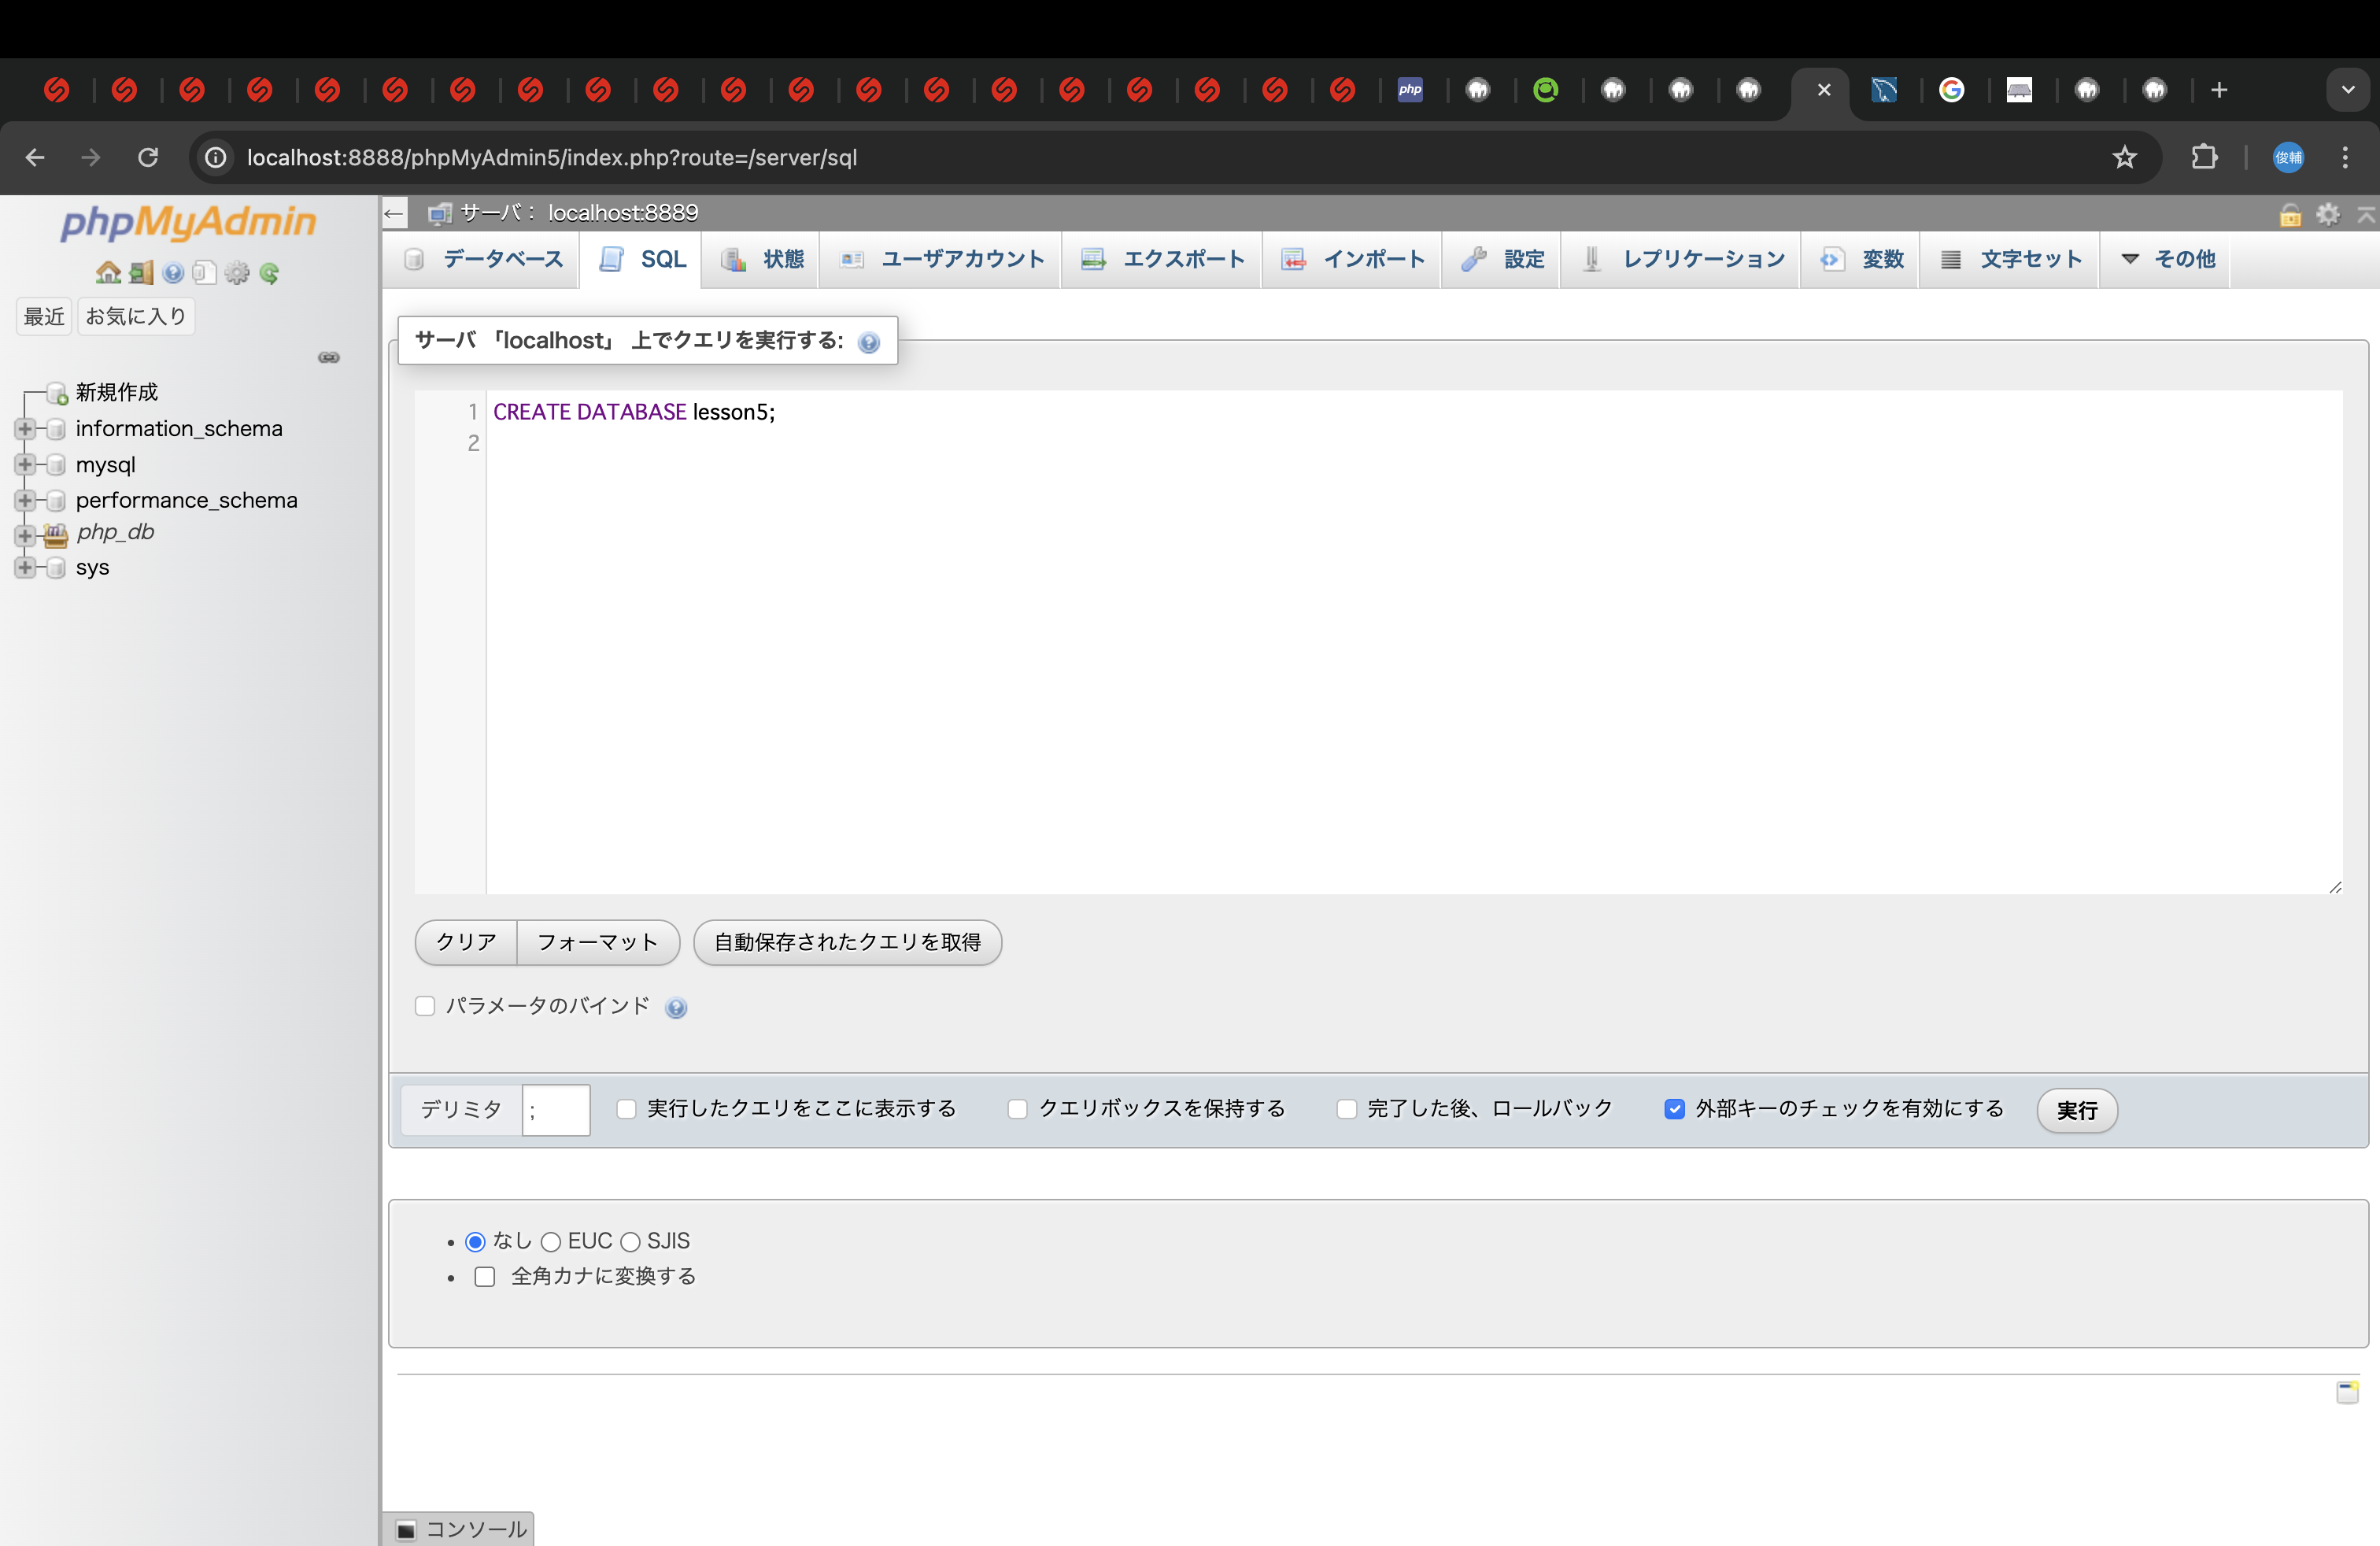 php
localhost:8888/phpMyAdmin5/index.php?route=/server/sql
俊輔
phpMyAdmin
最近 お気に入り
新規作成
information_schema
mysql
performance_schema
php_db
sys
サーバ： localhost:8889
データベース SQL 状態 ユーザアカウント エクスポート インポート 設定 レプリケーション 変数 文字セット その他
サーバ 「localhost」 上でクエリを実行する:
1 CREATE DATABASE lesson5;
2
クリア フォーマット 自動保存されたクエリを取得
パラメータのバインド
デリミタ ; 実行したクエリをここに表示する クエリボックスを保持する 完了した後、ロールバック 外部キーのチェックを有効にする 実行
なし EUC SJIS
全角カナに変換する
コンソール